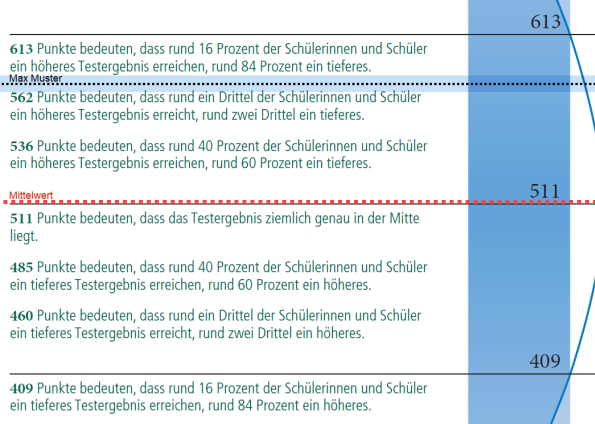 613
613 Punkte bedeuten, dass rund 16 Prozent der Schülerinnen und Schüler
ein höheres Testergebnis erreichen, rund 84 Prozent ein tieferes.
Max Muster
562 Punkte bedeuten, dass rund ein Drittel der Schülerinnen und Schüler
ein höheres Testergebnis erreicht, rund zwei Drittel ein tieferes.
536 Punkte bedeuten, dass rund 40 Prozent der Schülerinnen und Schüler
ein höheres Testergebnis erreichen, rund 60 Prozent ein tieferes.
Mittelwert
511
511 Punkte bedeuten, dass das Testergebnis ziemlich genau in der Mitte
liegt.
485 Punkte bedeuten, dass rund 40 Prozent der Schülerinnen und Schüler
ein tieferes Testergebnis erreichen, rund 60 Prozent ein höheres.
460 Punkte bedeuten, dass rund ein Drittel der Schülerinnen und Schüler
ein tieferes Testergebnis erreicht, rund zwei Drittel ein höheres.
409
409 Punkte bedeuten, dass rund 16 Prozent der Schülerinnen und Schüler
ein tieferes Testergebnis erreichen, rund 84 Prozent ein höheres.